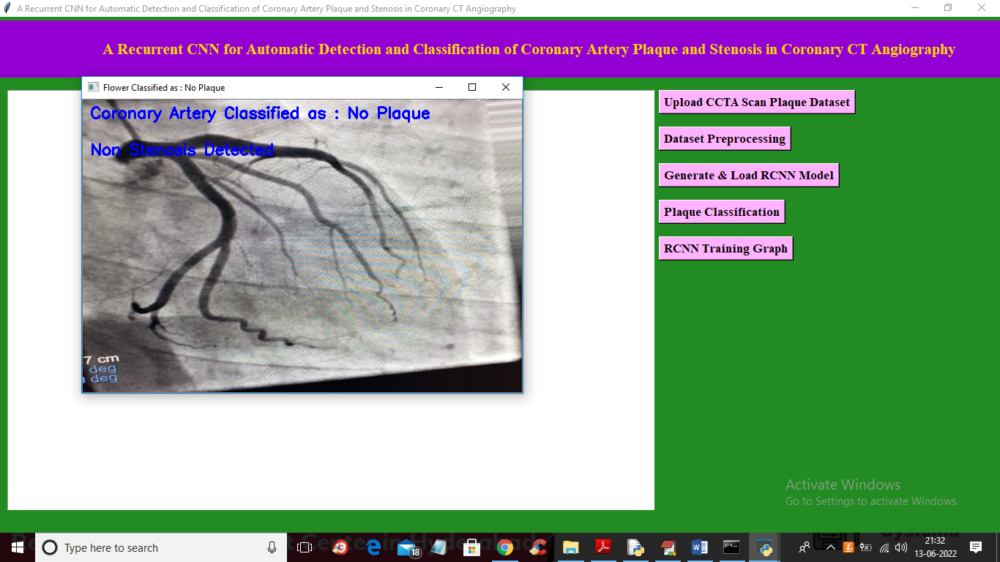 A Recurrent CNN for Automatic Detection and Classification of Coronary Artery Plaque and Stenosis in Coronary CT Angiography
A Recurrent CNN for Automatic Detection and Classification of Coronary Artery Plaque and Stenosis in Coronary CT Angiography
Flower Classified as : No Plaque
Coronary Artery Classified as : No Plaque
Non Stenosis Detected
7 cm
deg
deg
Upload CCTA Scan Plaque Dataset
Dataset Preprocessing
Generate & Load RCNN Model
Plaque Classification
RCNN Training Graph
Activate Windows
Go to Settings to activate Windows.
Type here to search
18
21:32
13-06-2022